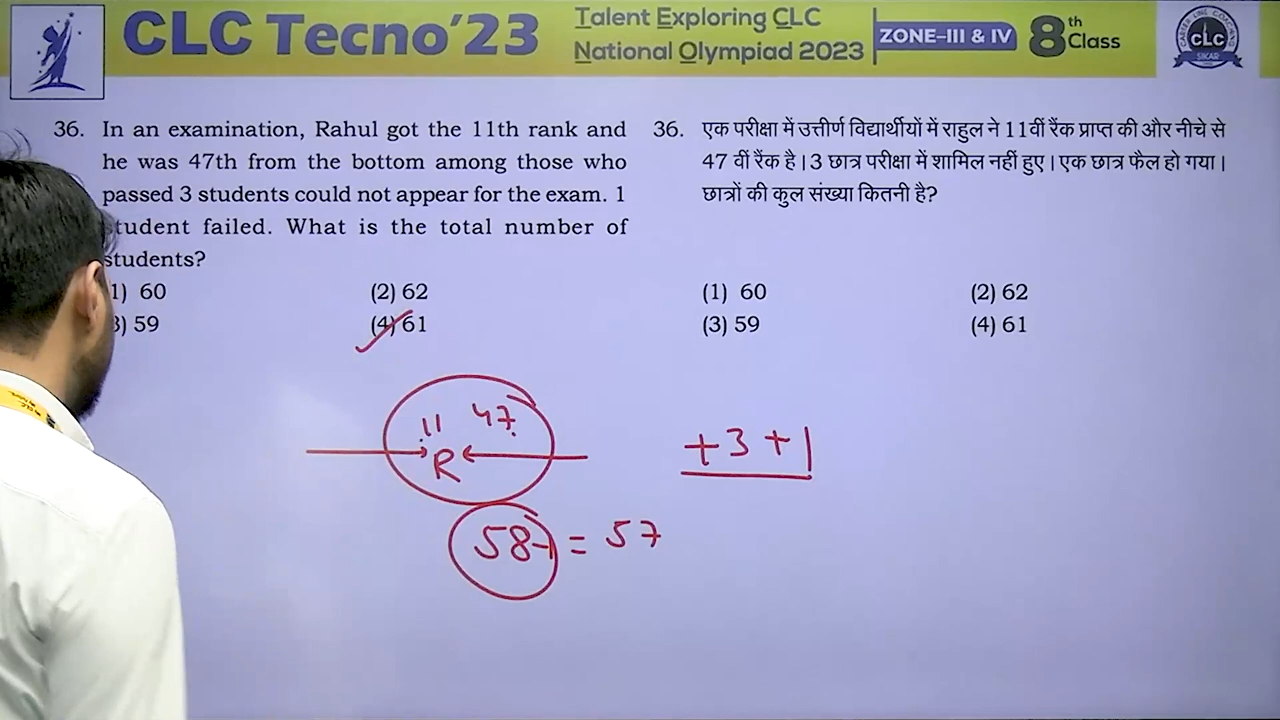 CLC Tecno'23
Talent Exploring CLC
National Olympiad 2023
ZONE-III & IV
8th Class
CLC
SIKAR
36. In an examination, Rahul got the 11th rank and
he was 47th from the bottom among those who
passed 3 students could not appear for the exam. 1
student failed. What is the total number of
students?
1) 60
(2) 62
3) 59
(4) 61
36. एक परीक्षा में उत्तीर्ण विद्यार्थीयों में राहुल ने 11वीं रैंक प्राप्त की और नीचे से
47 वीं रैंक है। 3 छात्र परीक्षा में शामिल नहीं हुए। एक छात्र फैल हो गया।
छात्रों की कुल संख्या कितनी है?
(1) 60
(2) 62
(3) 59
(4) 61
11 47
R
+3+1
58-1 = 57